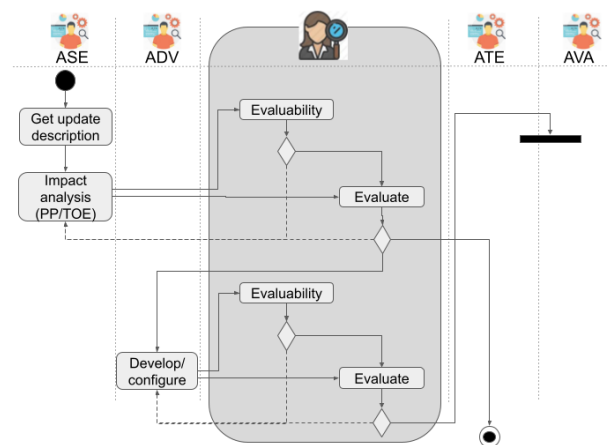 ASE
ADV
ATE
AVA
Get update
description
Evaluability
Impact
analysis
(PP/TOE)
Evaluate
Evaluability
Develop/
configure
Evaluate